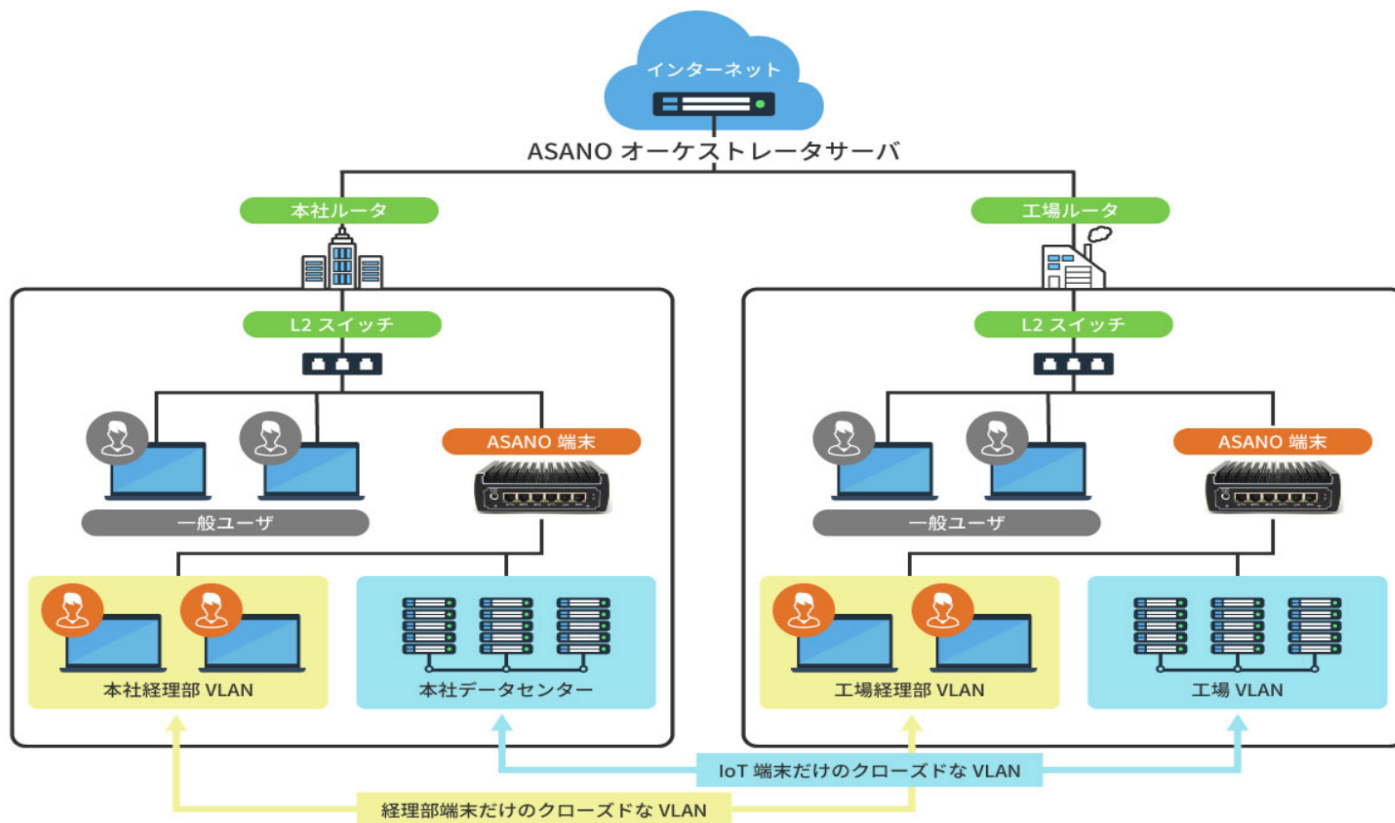 インターネット
ASANO オーケストレータサーバ
本社ルータ
工場ルータ
L2 スイッチ
L2 スイッチ
ASANO 端末
ASANO 端末
一般ユーザ
一般ユーザ
本社経理部 VLAN
本社データセンター
工場経理部 VLAN
工場 VLAN
IoT 端末だけのクローズドな VLAN
経理部端末だけのクローズドな VLAN